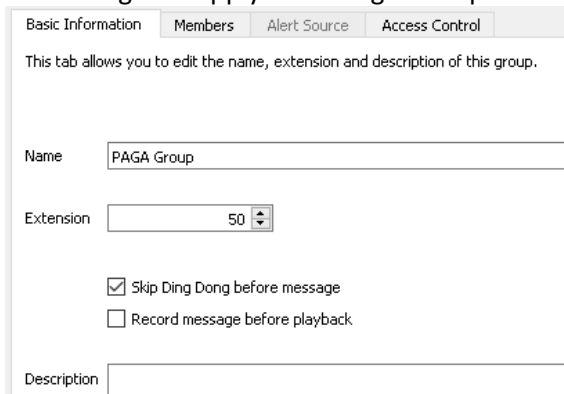 Basic Information Members Alert Source Access Control
This tab allows you to edit the name, extension and description of this group.
Name PAGA Group
Extension 50
Skip Ding Dong before message
Record message before playback
Description